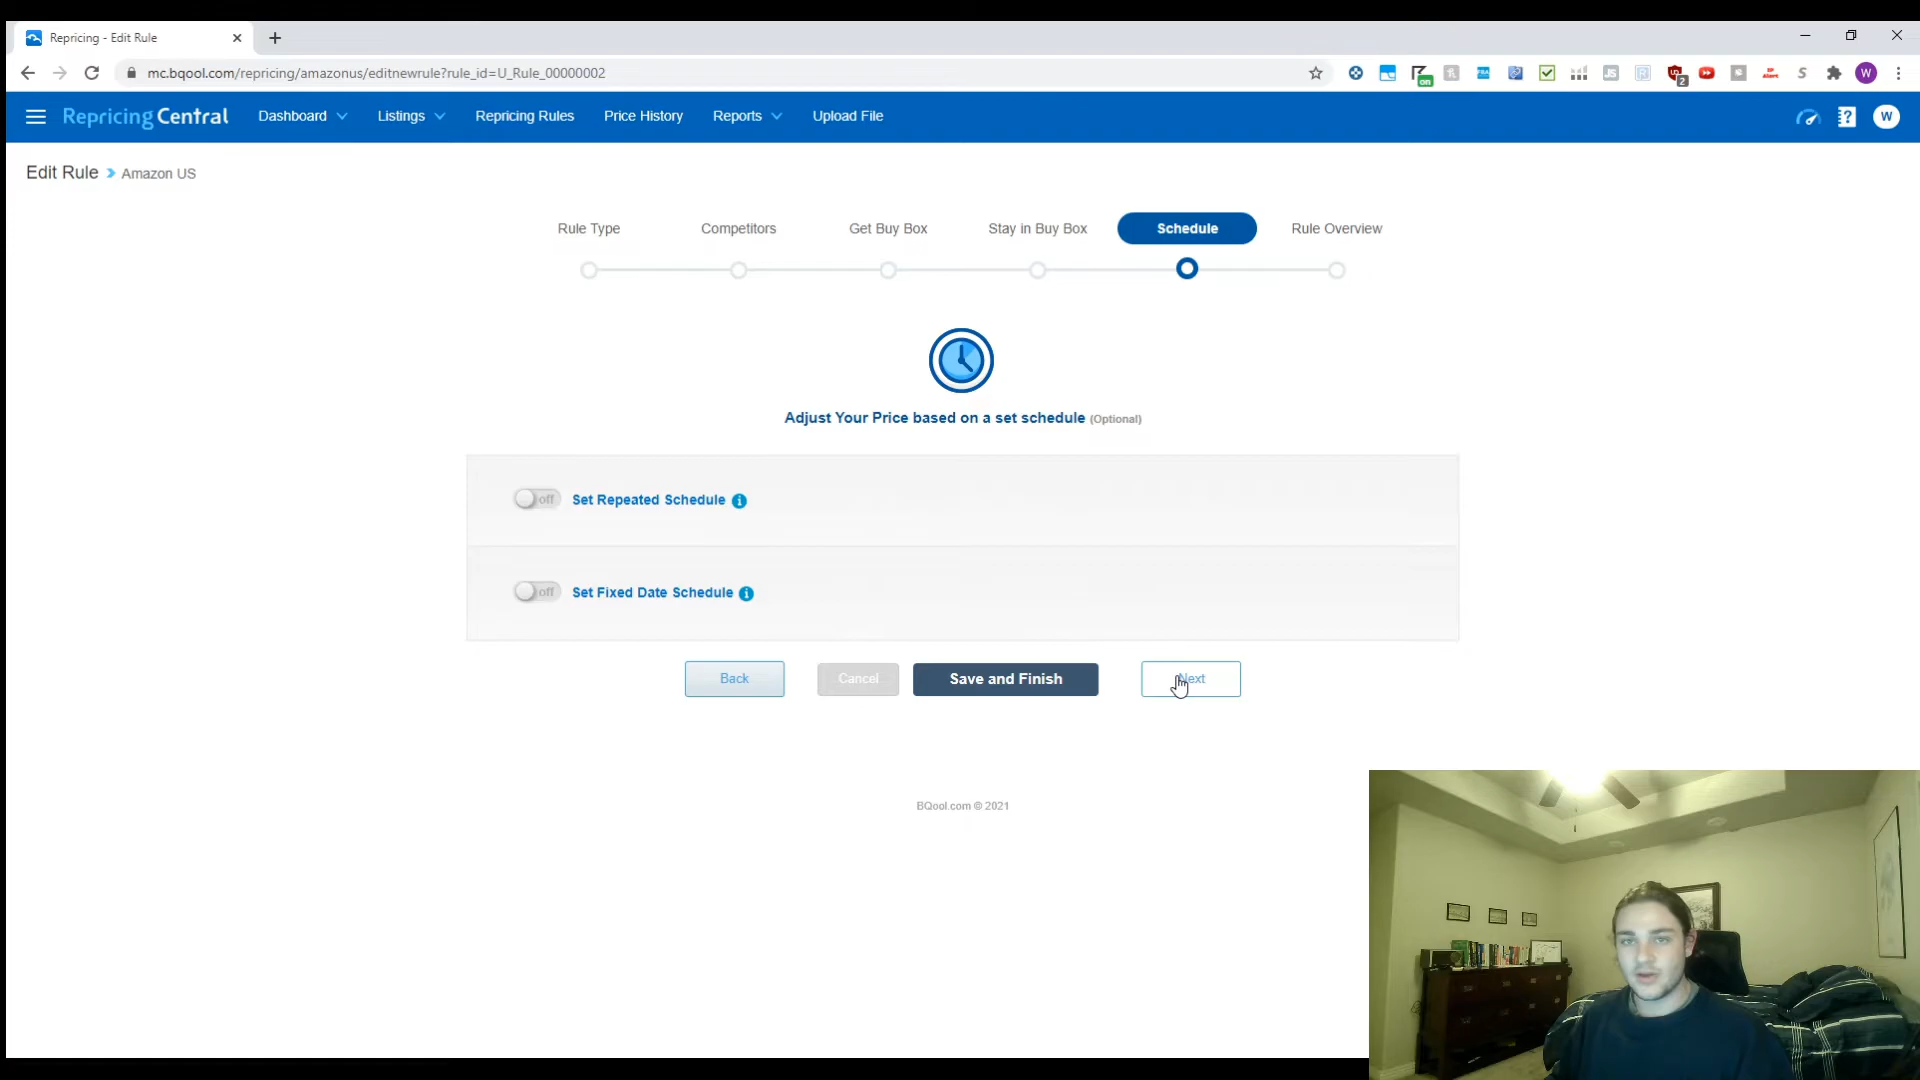 Repricing - Edit Rule
mc.bqool.com/repricing/amazonus/editnewrule?rule_id=U_Rule_00000002
Repricing Central
Dashboard
Listings
Repricing Rules
Price History
Reports
Upload File
W
Edit Rule
Amazon US
Rule Type
Competitors
Get Buy Box
Stay in Buy Box
Schedule
Rule Overview
Adjust Your Price based on a set schedule (Optional)
off
Set Repeated Schedule
off
Set Fixed Date Schedule
Back
Cancel
Save and Finish
Next
BQool.com © 2021